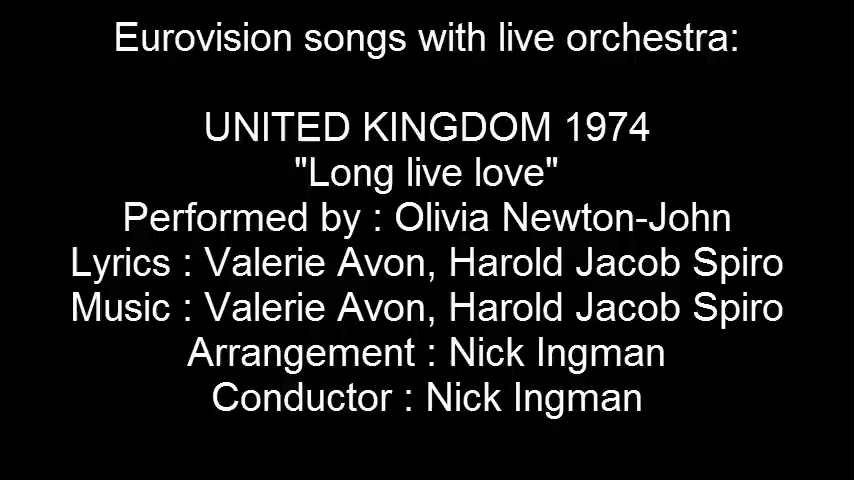 Eurovision songs with live orchestra:
UNITED KINGDOM 1974
"Long live love"
Performed by : Olivia Newton-John
Lyrics : Valerie Avon, Harold Jacob Spiro
Music : Valerie Avon, Harold Jacob Spiro
Arrangement : Nick Ingman
Conductor : Nick Ingman